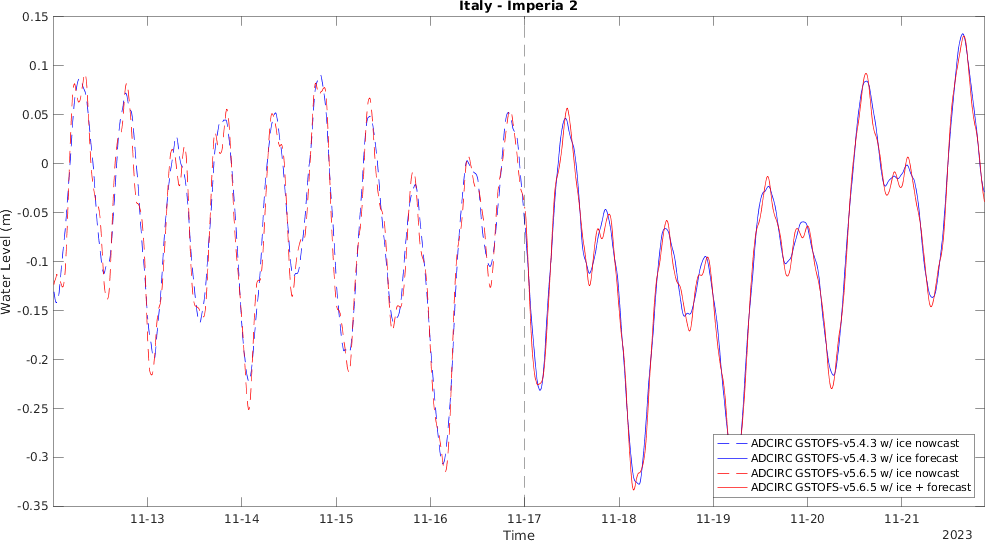 Italy - Imperia 2
Water Level (m)
0.15
0.1
0.05
0
-0.05
-0.1
-0.15
-0.2
-0.25
-0.3
-0.35
ADCIRC GSTOFS-v5.4.3 w/ ice nowcast
ADCIRC GSTOFS-v5.4.3 w/ ice forecast
ADCIRC GSTOFS-v5.6.5 w/ ice nowcast
ADCIRC GSTOFS-v5.6.5 w/ ice + forecast
11-13 11-14 11-15 11-16 11-17 11-18 11-19 11-20 11-21
Time
2023